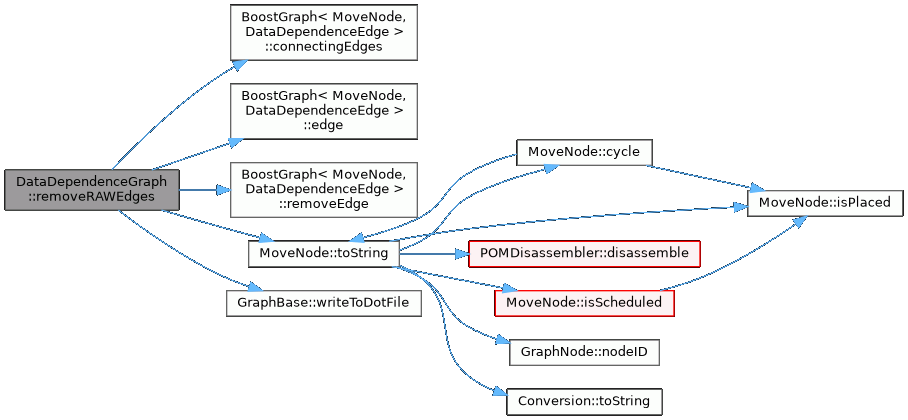 BoostGraph< MoveNode,
DataDependenceEdge >
::connectingEdges
BoostGraph< MoveNode,
DataDependenceEdge >
::edge
DataDependenceGraph
::removeRAWEdges
BoostGraph< MoveNode,
DataDependenceEdge >
::removeEdge
MoveNode::toString
GraphBase::writeToDotFile
MoveNode::cycle
MoveNode::isPlaced
POMDisassembler::disassemble
MoveNode::isScheduled
GraphNode::nodeID
Conversion::toString